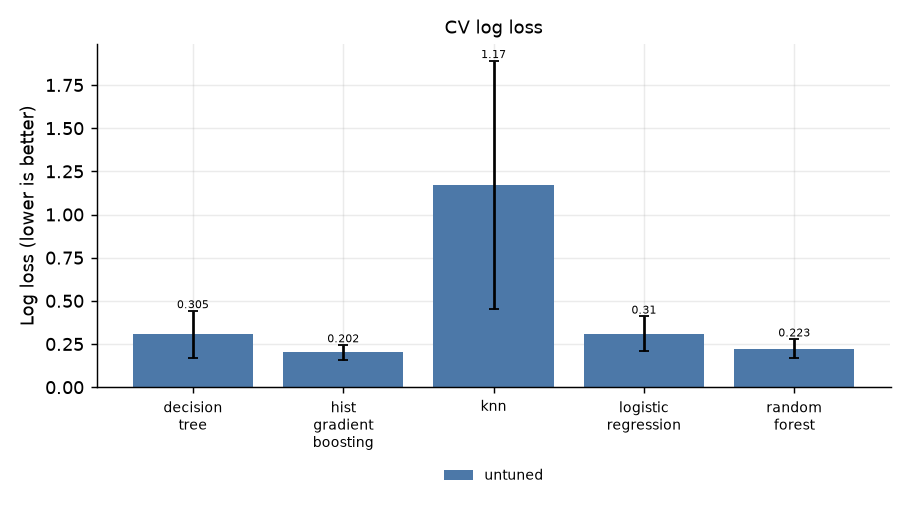 CV log loss
Log loss (lower is better)
1.75
1.50
1.25
1.00
0.75
0.50
0.25
0.00
0.305
0.202
1.17
0.31
0.223
decision
tree
hist
gradient
boosting
knn
logistic
regression
random
forest
untuned